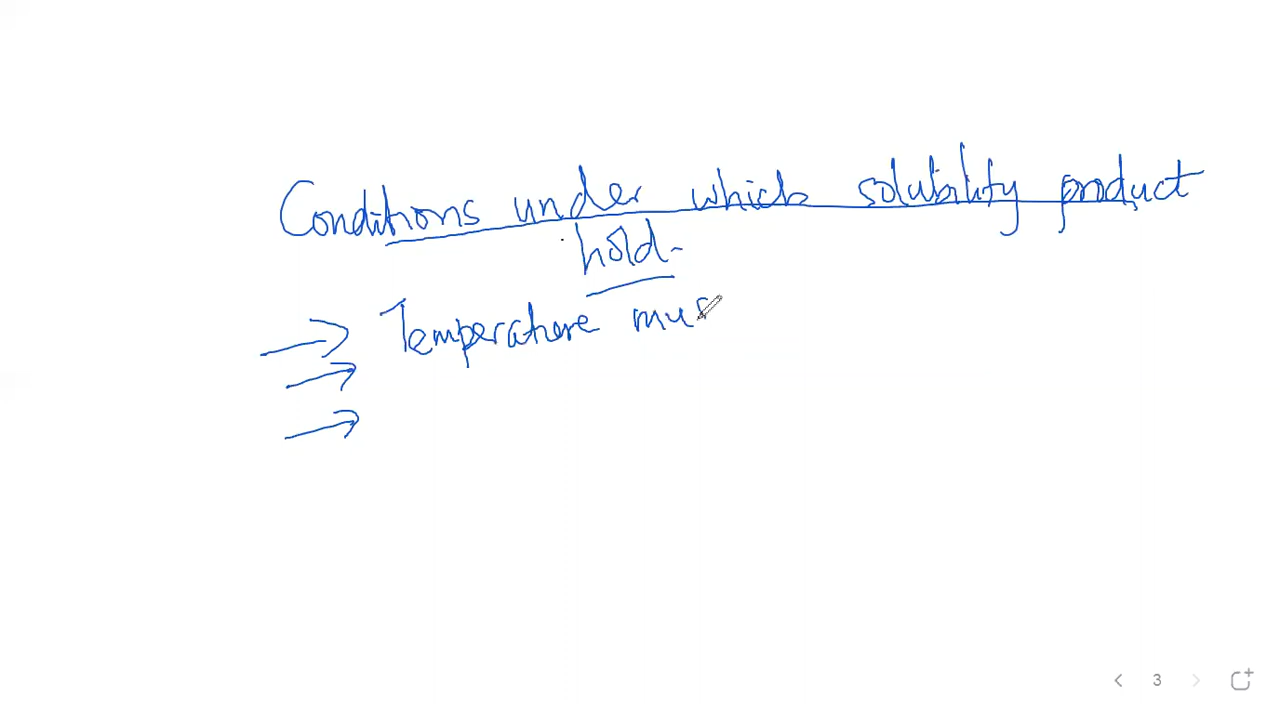 Conditions under which solubility product
hold-
→ Temperature mus
→
→
3